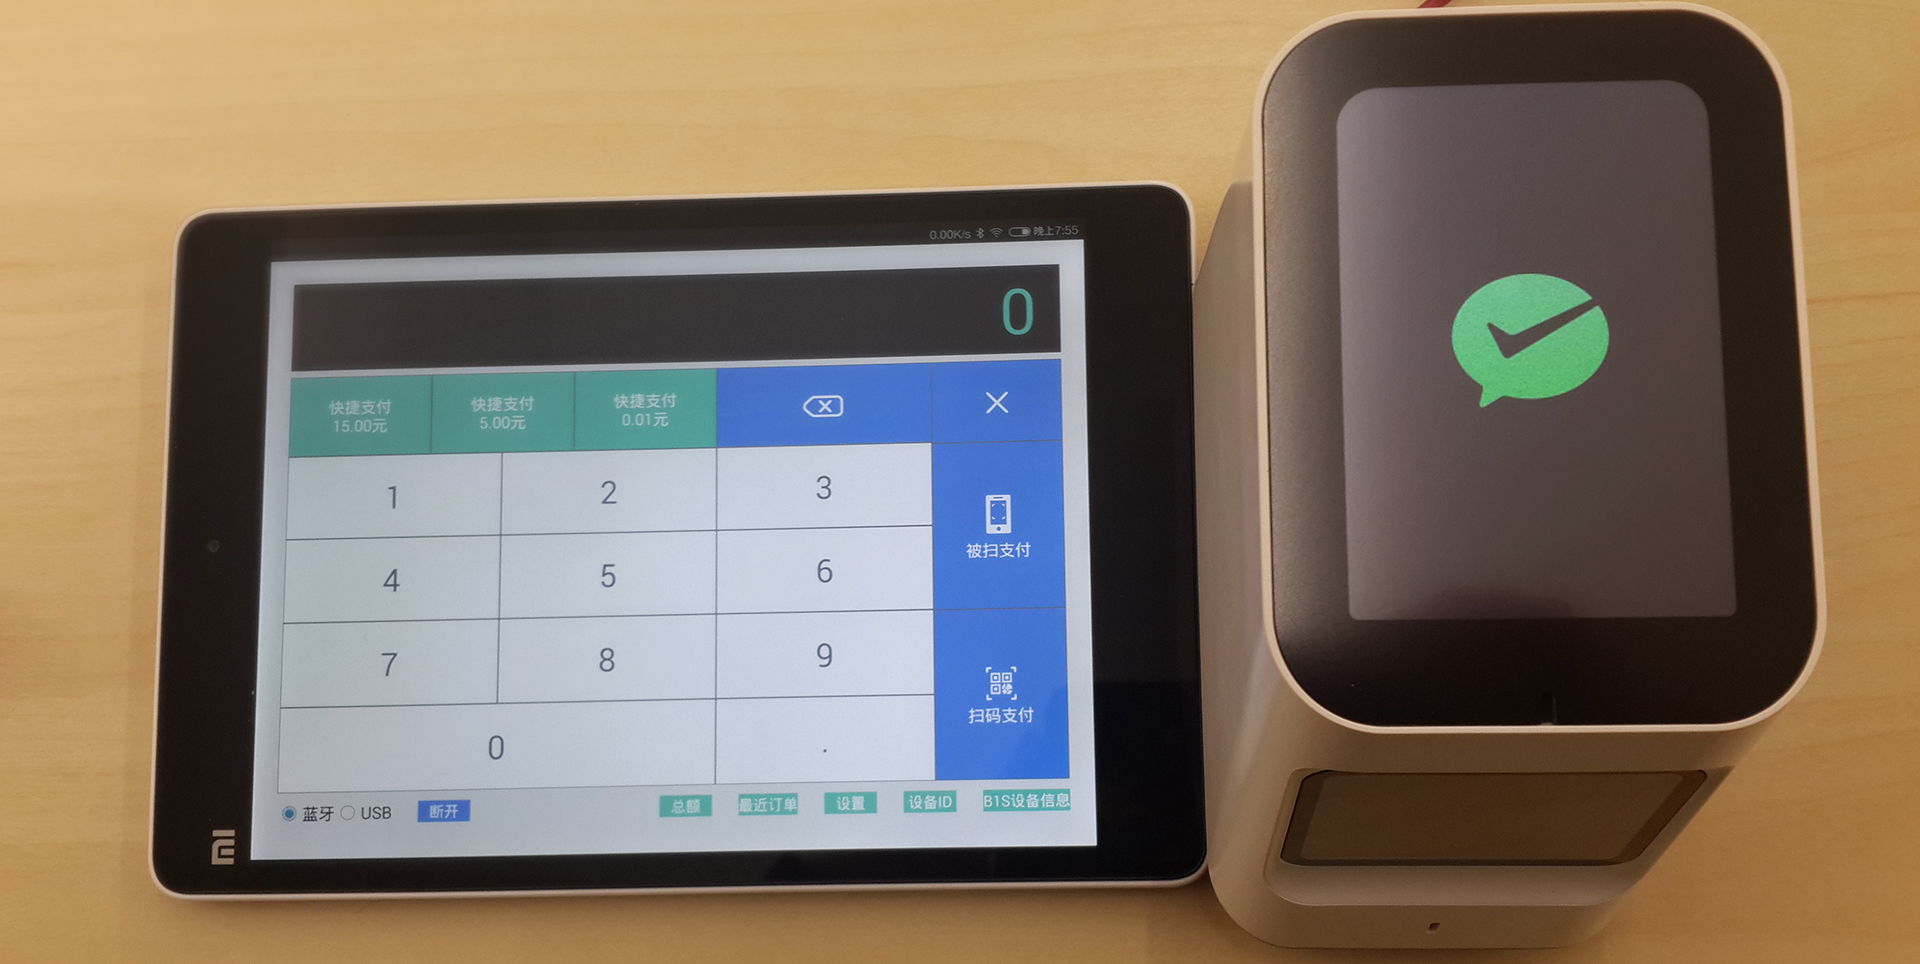 0.00K/s 晚上7:55
0
快捷支付
15.00元
快捷支付
5.00元
快捷支付
0.01元
1 2 3
被扫支付
4 5 6
7 8 9
扫码支付
0 .
蓝牙 USB 断开 总额 最近订单 设置 设备ID B1S设备信息